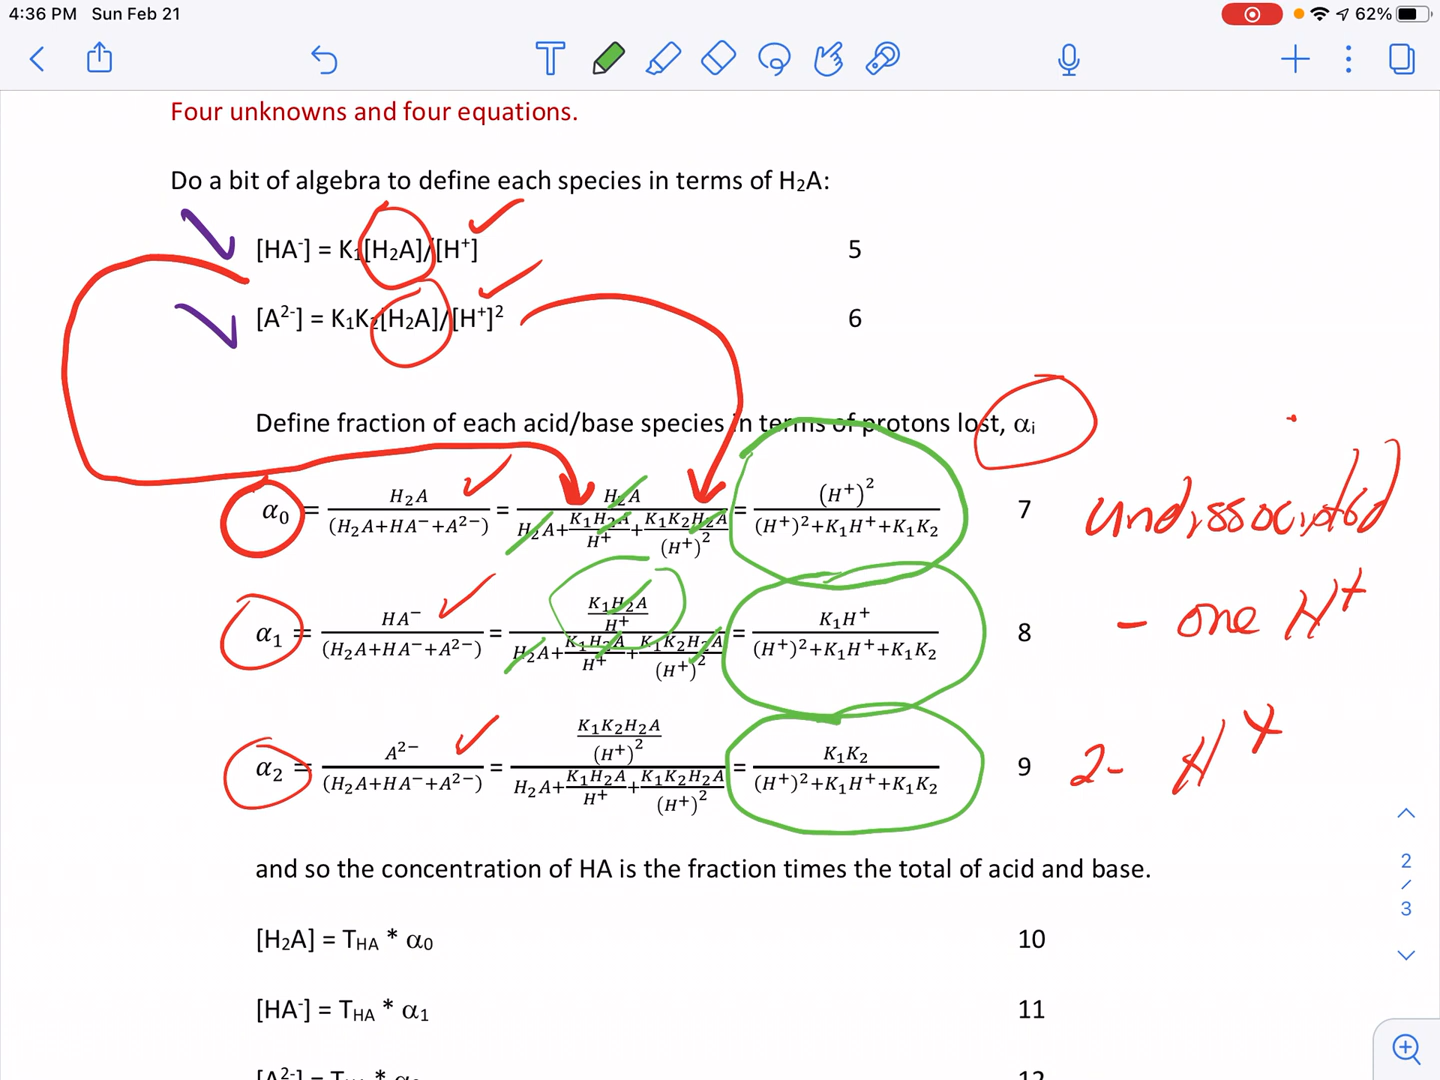 4:36 PM Sun Feb 21 62%
T
Four unknowns and four equations.
Do a bit of algebra to define each species in terms of H₂A:
[HA⁻] = K₁[H₂A]/[H⁺] 5
[A²⁻] = K₁K₂[H₂A]/[H⁺]² 6
Define fraction of each acid/base species in terms of protons lost, αᵢ
α₀ = H₂A / (H₂A+HA⁻+A²⁻) = H₂A / (H₂A + K₁H₂A/H⁺ + K₁K₂H₂A/(H⁺)²) = (H⁺)² / ((H⁺)²+K₁H⁺+K₁K₂) 7 undissociated
α₁ = HA⁻ / (H₂A+HA⁻+A²⁻) = (K₁H₂A/H⁺) / (H₂A + K₁H₂A/H⁺ + K₁K₂H₂A/(H⁺)²) = K₁H⁺ / ((H⁺)²+K₁H⁺+K₁K₂) 8 - one H⁺
α₂ = A²⁻ / (H₂A+HA⁻+A²⁻) = (K₁K₂H₂A/(H⁺)²) / (H₂A + K₁H₂A/H⁺ + K₁K₂H₂A/(H⁺)²) = K₁K₂ / ((H⁺)²+K₁H⁺+K₁K₂) 9 2- H⁺
and so the concentration of HA is the fraction times the total of acid and base.
[H₂A] = T_HA * α₀ 10
[HA⁻] = T_HA * α₁ 11
[A²⁻] = T_HA * α₂ 12
2 / 3